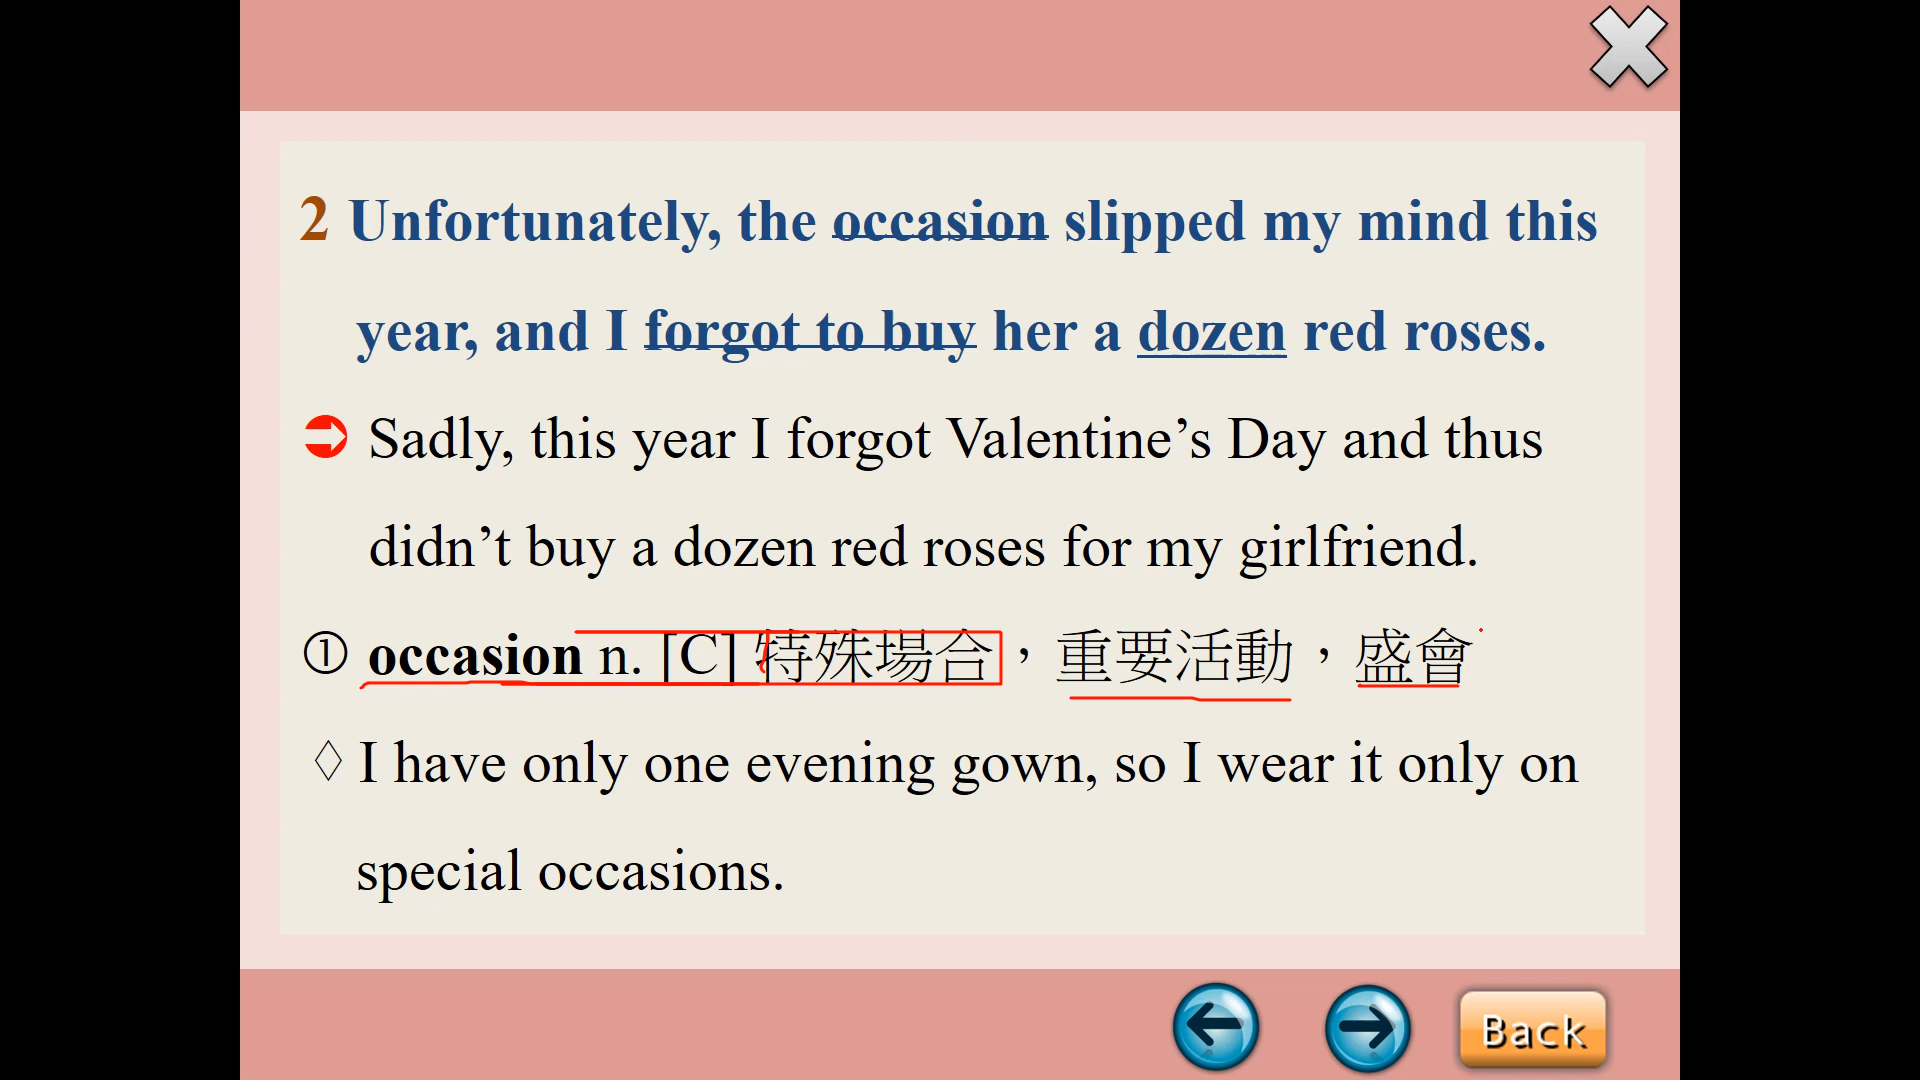 2 Unfortunately, the occasion slipped my mind this
year, and I forgot to buy her a dozen red roses.
➲ Sadly, this year I forgot Valentine’s Day and thus
didn’t buy a dozen red roses for my girlfriend.
① occasion n. [C] 特殊場合，重要活動，盛會
◊ I have only one evening gown, so I wear it only on
special occasions.
Back